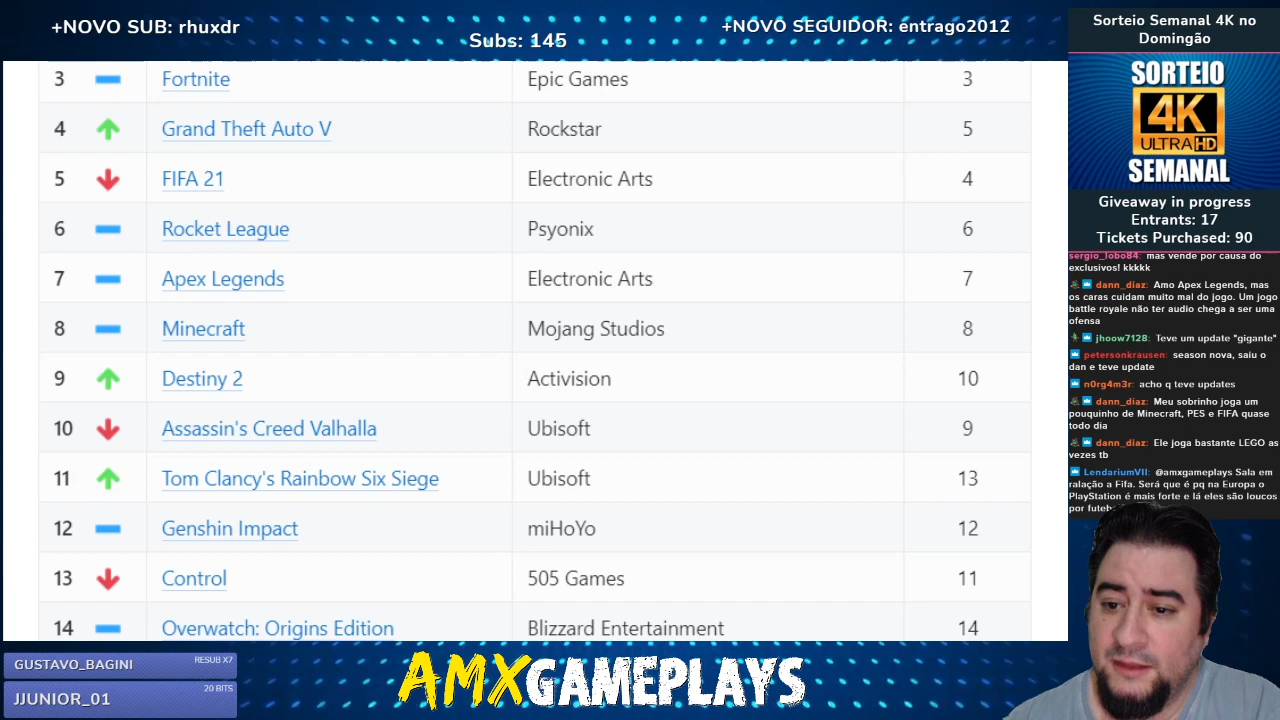 +NOVO SUB: rhuxdr
Subs: 145
+NOVO SEGUIDOR: entrago2012
3 Fortnite Epic Games 3
4 Grand Theft Auto V Rockstar 5
5 FIFA 21 Electronic Arts 4
6 Rocket League Psyonix 6
7 Apex Legends Electronic Arts 7
8 Minecraft Mojang Studios 8
9 Destiny 2 Activision 10
10 Assassin's Creed Valhalla Ubisoft 9
11 Tom Clancy's Rainbow Six Siege Ubisoft 13
12 Genshin Impact miHoYo 12
13 Control 505 Games 11
14 Overwatch: Origins Edition Blizzard Entertainment 14
Sorteio Semanal 4K no
Domingão
SORTEIO
4K
ULTRA HD
SEMANAL
Giveaway in progress
Entrants: 17
Tickets Purchased: 90
sergio_lobo84: mas vende por causa do
exclusivos! kkkkk
dann_diaz: Amo Apex Legends, mas
os caras cuidam muito mal do jogo. Um jogo
battle royale não ter audio chega a ser uma
ofensa
jhoow7128: Teve um update "gigante"
petersonkrausen: season nova, saiu o
dan e teve update
n0rg4m3r: acho q teve updates
dann_diaz: Meu sobrinho joga um
pouquinho de Minecraft, PES e FIFA quase
todo dia
dann_diaz: Ele joga bastante LEGO as
vezes tb
LendariumVII: @amxgameplays Sala em
ralação a Fifa. Será que é pq na Europa o
PlayStation é mais forte e lá eles são loucos
por
GUSTAVO_BAGINI RESUB X7
JJUNIOR_01 20 BITS
AMXGAMEPLAYS